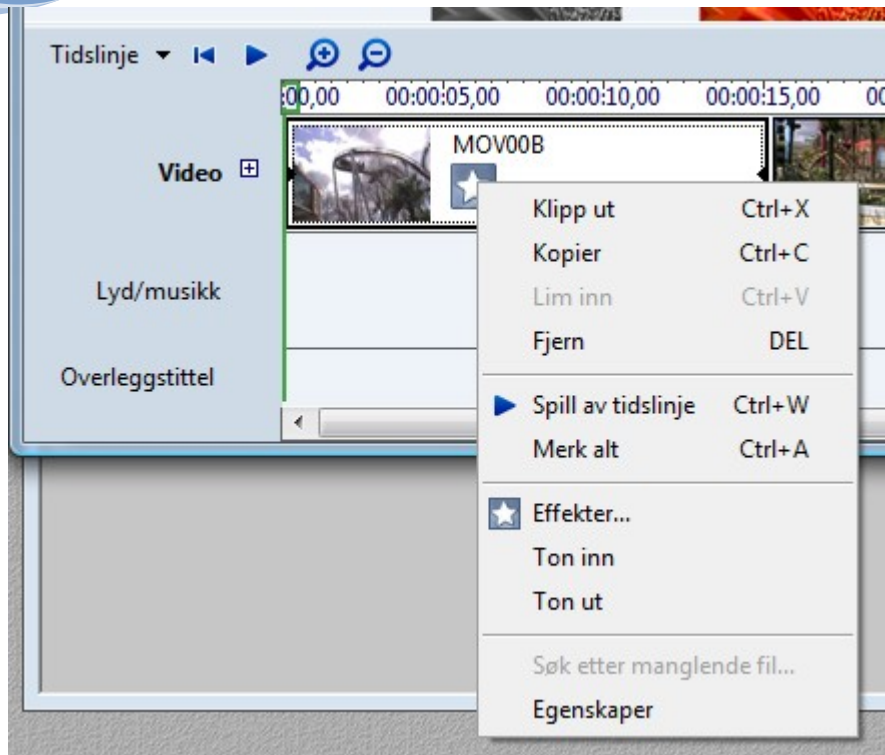 Tidslinje
00,00 00:00:05,00 00:00:10,00 00:00:15,00 00
Video
MOV00B
Lyd/musikk
Overleggstittel
Klipp ut Ctrl+X
Kopier Ctrl+C
Lim inn Ctrl+V
Fjern DEL
Spill av tidslinje Ctrl+W
Merk alt Ctrl+A
Effekter...
Ton inn
Ton ut
Søk etter manglende fil...
Egenskaper